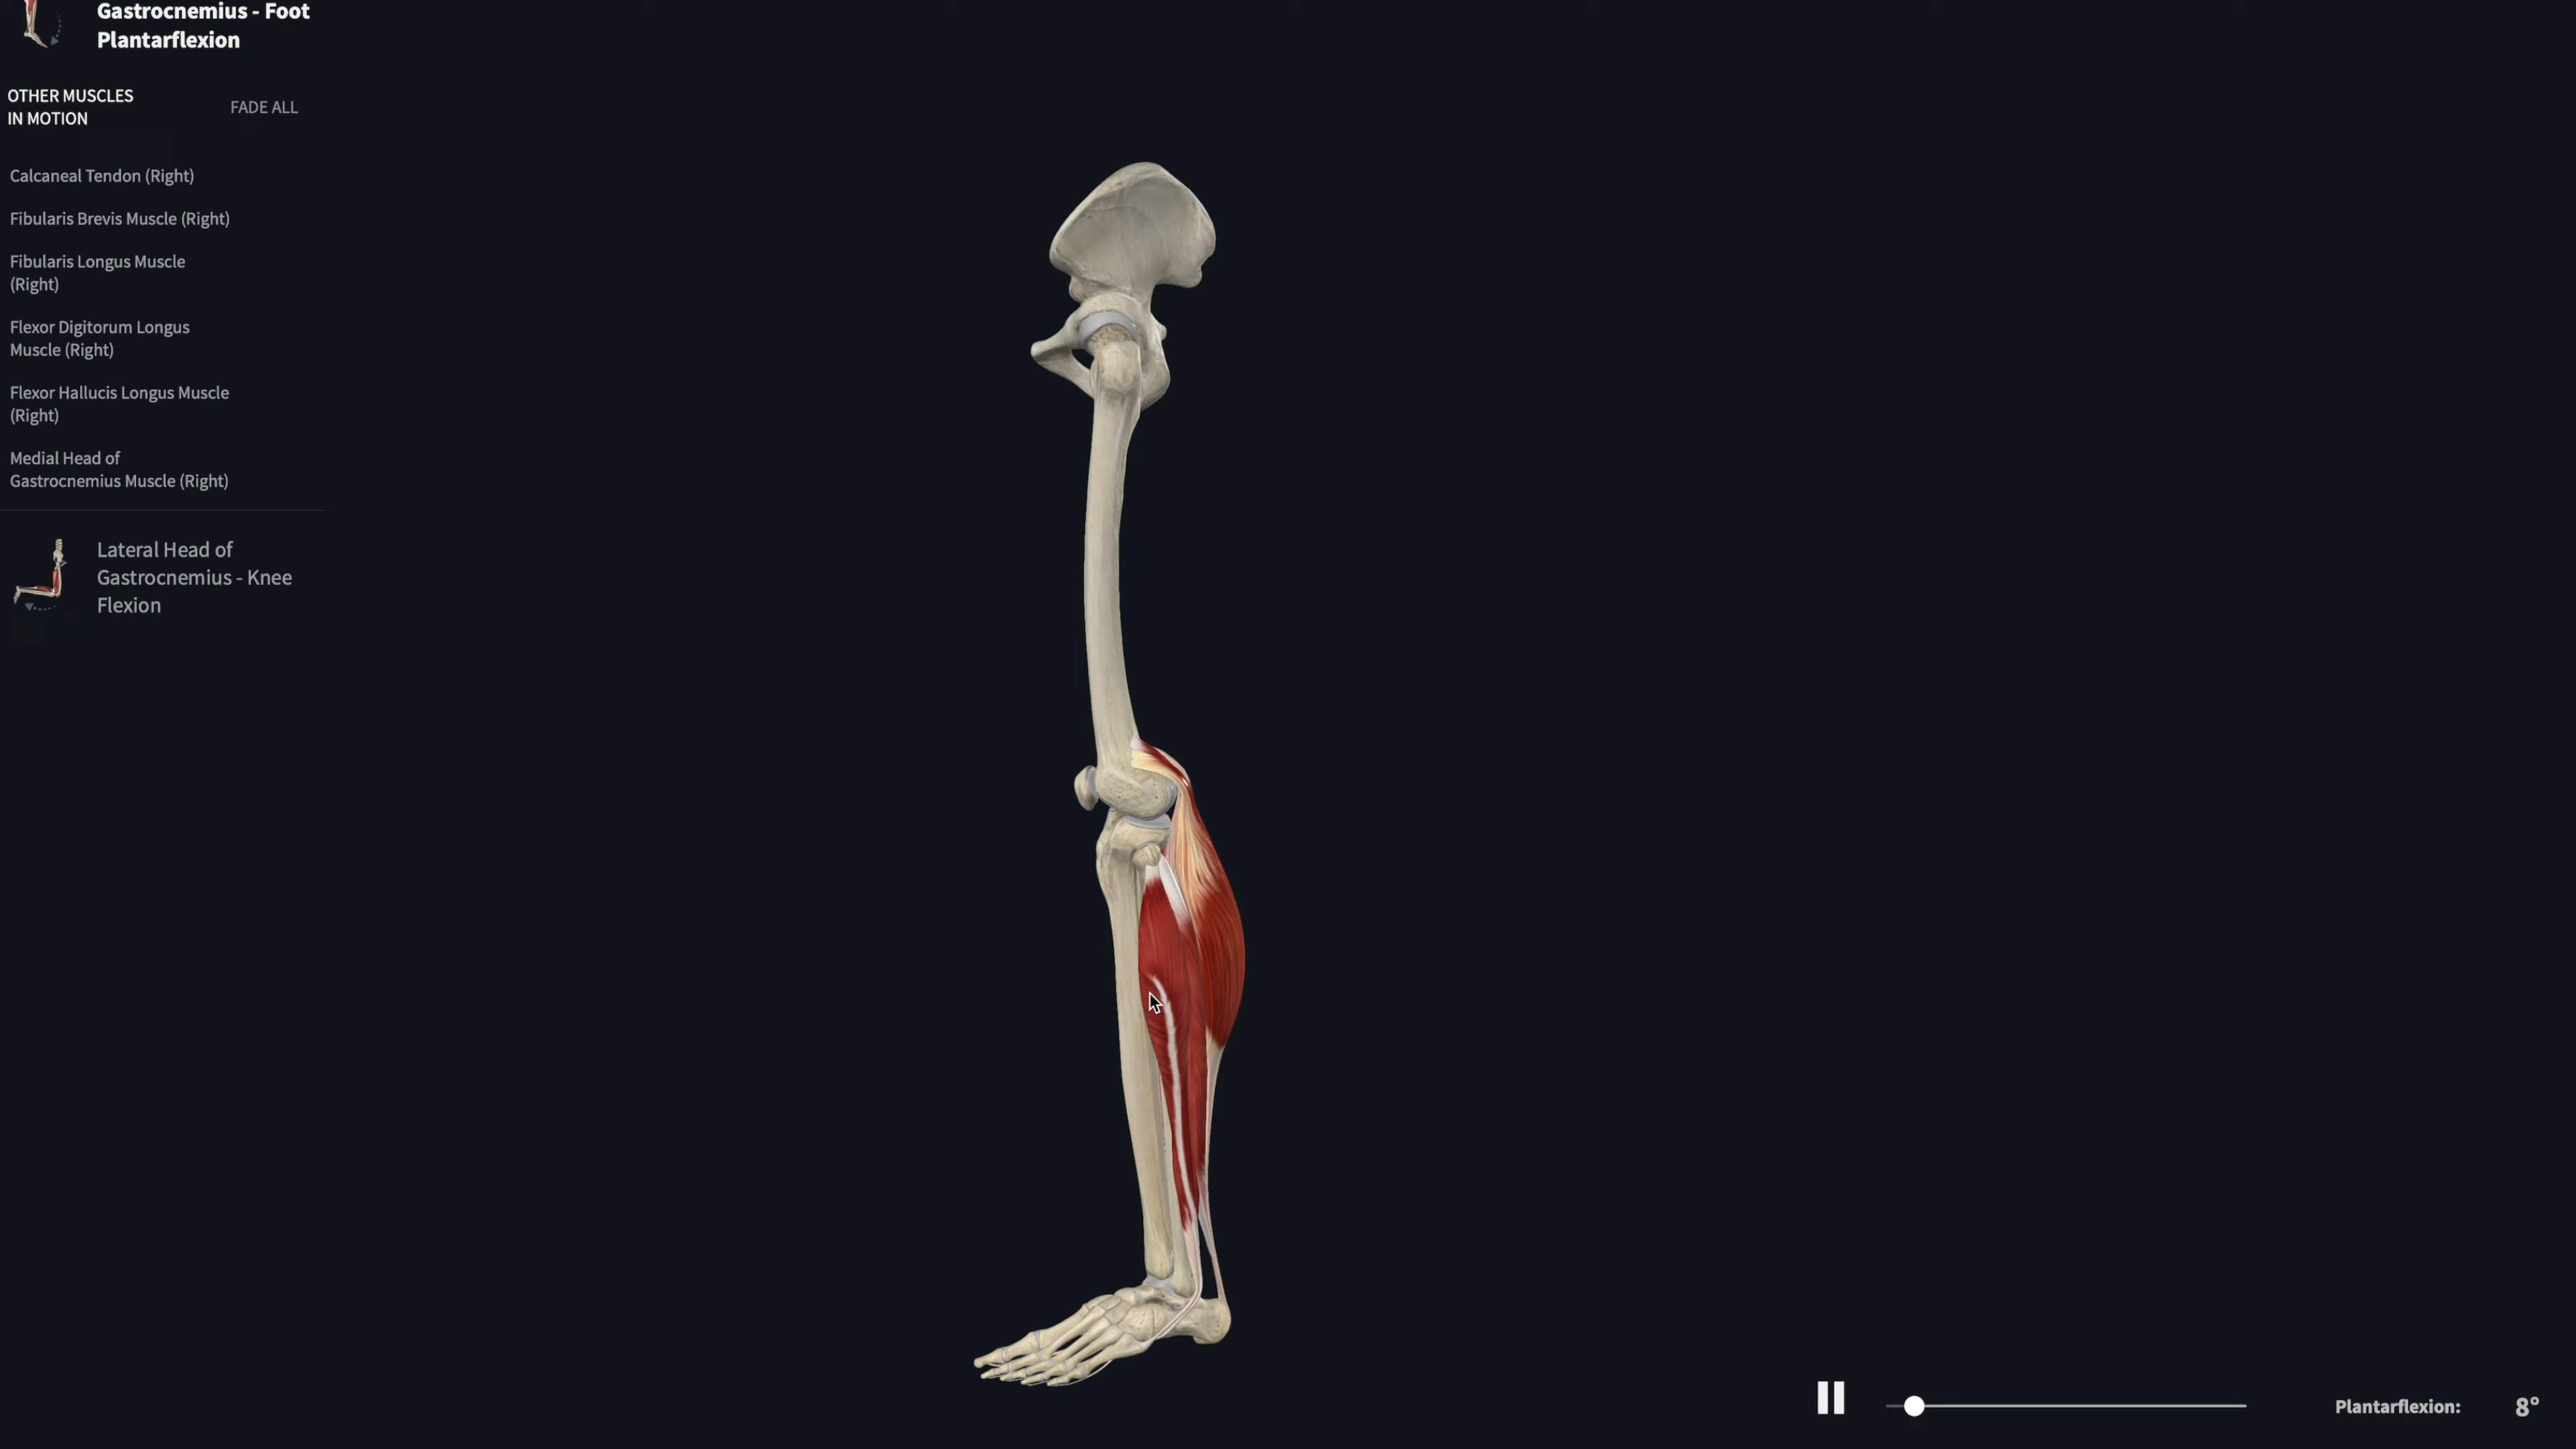 Gastrocnemius - Foot
Plantarflexion
OTHER MUSCLES
IN MOTION
FADE ALL
Calcaneal Tendon (Right)
Fibularis Brevis Muscle (Right)
Fibularis Longus Muscle
(Right)
Flexor Digitorum Longus
Muscle (Right)
Flexor Hallucis Longus Muscle
(Right)
Medial Head of
Gastrocnemius Muscle (Right)
Lateral Head of
Gastrocnemius - Knee
Flexion
Plantarflexion: 8°